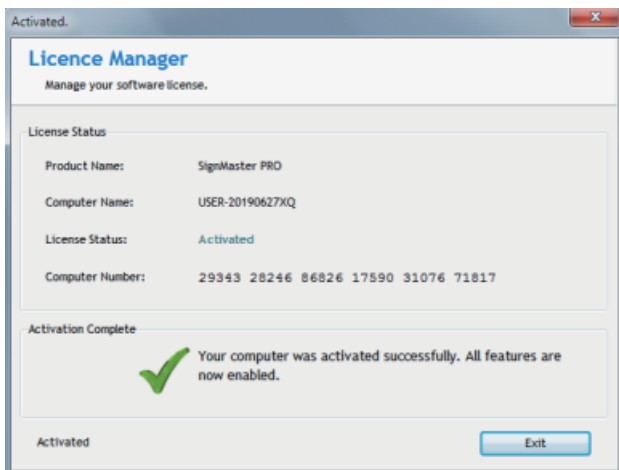 Activated.
Licence Manager
Manage your software license.
License Status
Product Name: SignMaster PRO
Computer Name: USER-20190627XQ
License Status: Activated
Computer Number: 29343 28246 86826 17590 31076 71817
Activation Complete
Your computer was activated successfully. All features are
now enabled.
Activated
Exit